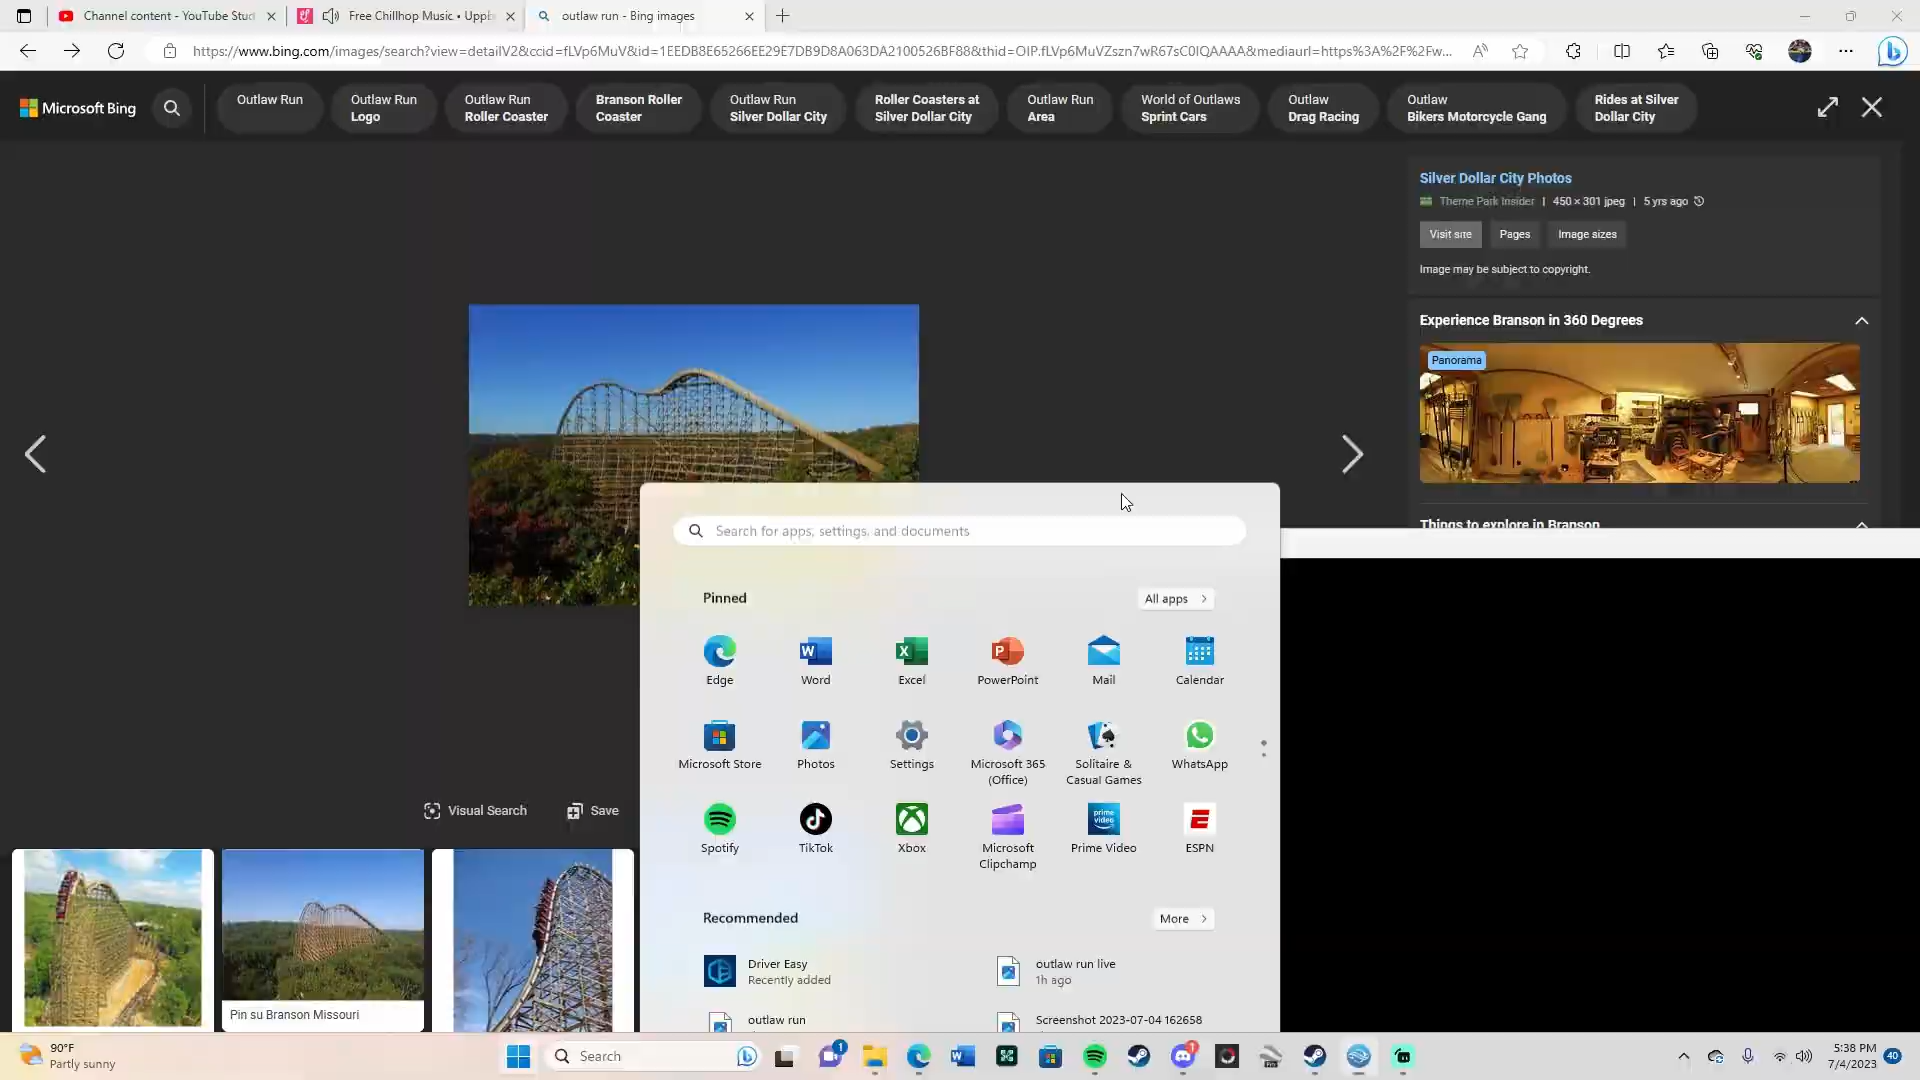 Channel content - YouTube Stud
Free Chillhop Music • Uppb
outlaw run - Bing images
https://www.bing.com/images/search?view=detailV2&ccid=fLVp6MuV&id=1EEDB8E65266EE29E7DB9D8A063DA2100526BF88&thid=OIP.fLVp6MuVZszn7wR67sC0IQAAAA&mediaurl=https%3A%2F%2Fw...
Microsoft Bing
Outlaw Run
Outlaw Run
Logo
Outlaw Run
Roller Coaster
Branson Roller
Coaster
Outlaw Run
Silver Dollar City
Roller Coasters at
Silver Dollar City
Outlaw Run
Area
World of Outlaws
Sprint Cars
Outlaw
Drag Racing
Outlaw
Bikers Motorcycle Gang
Rides at Silver
Dollar City
Silver Dollar City Photos
Theme Park Insider | 450 × 301 jpeg | 5 yrs ago
Visit site
Pages
Image sizes
Image may be subject to copyright.
Experience Branson in 360 Degrees
Panorama
Things to explore in Branson
Search for apps, settings, and documents
Pinned
All apps >
Edge
Word
Excel
PowerPoint
Mail
Calendar
Microsoft Store
Photos
Settings
Microsoft 365
(Office)
Solitaire &
Casual Games
WhatsApp
prime
video
Spotify
TikTok
Xbox
Microsoft
Clipchamp
Prime Video
ESPN
Visual Search
Save
Recommended
More >
Driver Easy
Recently added
outlaw run live
1h ago
outlaw run
Screenshot 2023-07-04 162658
Pin su Branson Missouri
90°F
Partly sunny
Search
1
1
5:38 PM
7/4/2023
40